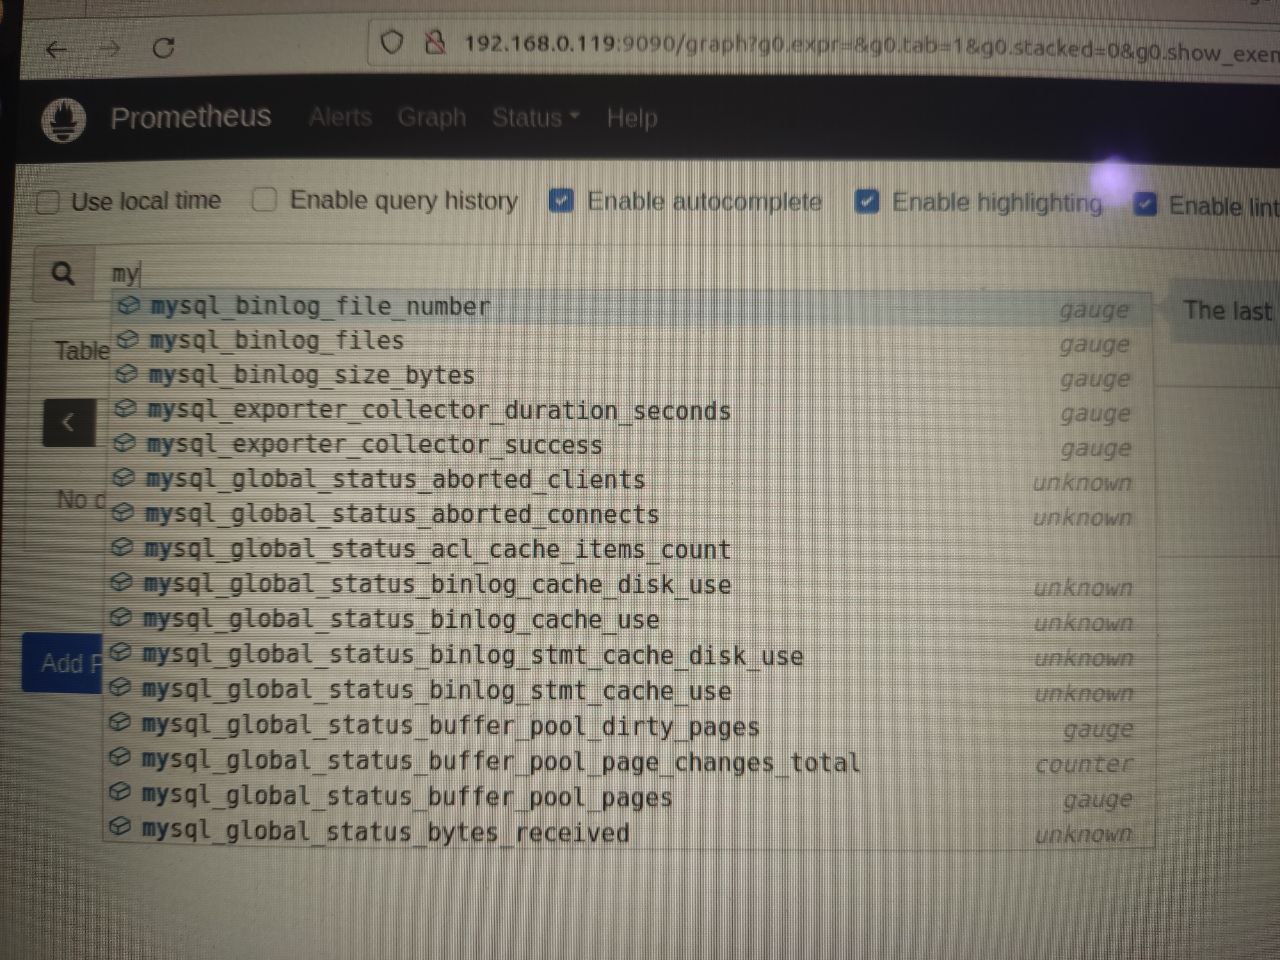 192.168.0.119:9090/graph?g0.expr=&g0.tab=1&g0.stacked=0&g0.show_exem
Prometheus Alerts Graph Status Help
Use local time Enable query history Enable autocomplete Enable highlighting Enable lint
my
mysql_binlog_file_number gauge The last
mysql_binlog_files gauge
Table
mysql_binlog_size_bytes gauge
mysql_exporter_collector_duration_seconds gauge
mysql_exporter_collector_success gauge
mysql_global_status_aborted_clients unknown
No d
mysql_global_status_aborted_connects unknown
mysql_global_status_acl_cache_items_count
mysql_global_status_binlog_cache_disk_use unknown
mysql_global_status_binlog_cache_use unknown
Add P
mysql_global_status_binlog_stmt_cache_disk_use unknown
mysql_global_status_binlog_stmt_cache_use unknown
mysql_global_status_buffer_pool_dirty_pages gauge
mysql_global_status_buffer_pool_page_changes_total counter
mysql_global_status_buffer_pool_pages gauge
mysql_global_status_bytes_received unknown